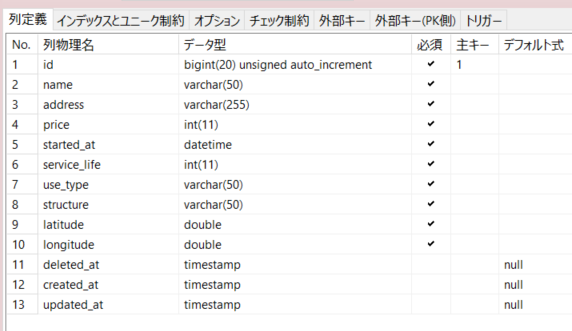 列定義 インデックスとユニーク制約 オプション チェック制約 外部キー 外部キー(PK側) トリガー
No. 列物理名 データ型 必須 主キー デフォルト式
1 id bigint(20) unsigned auto_increment ✔ 1
2 name varchar(50) ✔
3 address varchar(255) ✔
4 price int(11) ✔
5 started_at datetime ✔
6 service_life int(11) ✔
7 use_type varchar(50) ✔
8 structure varchar(50) ✔
9 latitude double ✔
10 longitude double ✔
11 deleted_at timestamp null
12 created_at timestamp null
13 updated_at timestamp null